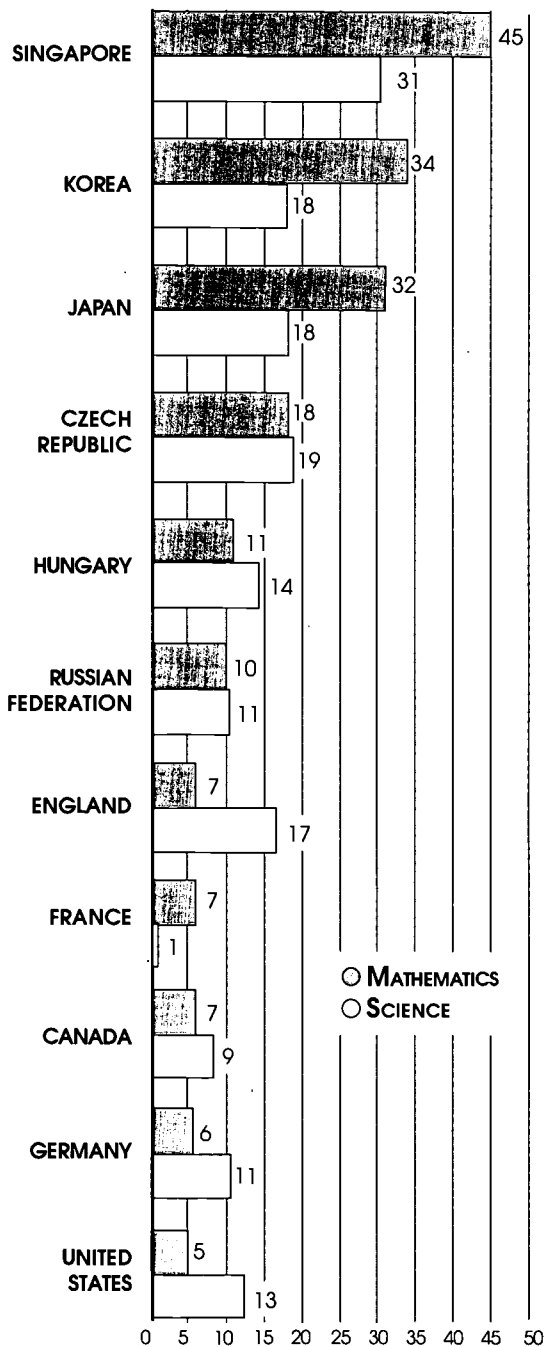 SINGAPORE
45
31
KOREA
34
18
JAPAN
32
18
CZECH
REPUBLIC
18
19
HUNGARY
11
14
RUSSIAN
FEDERATION
10
11
ENGLAND
7
17
FRANCE
7
1
MATHEMATICS
SCIENCE
CANADA
7
9
GERMANY
6
11
UNITED
STATES
5
13
0 5 10 15 20 25 30 35 40 45 50